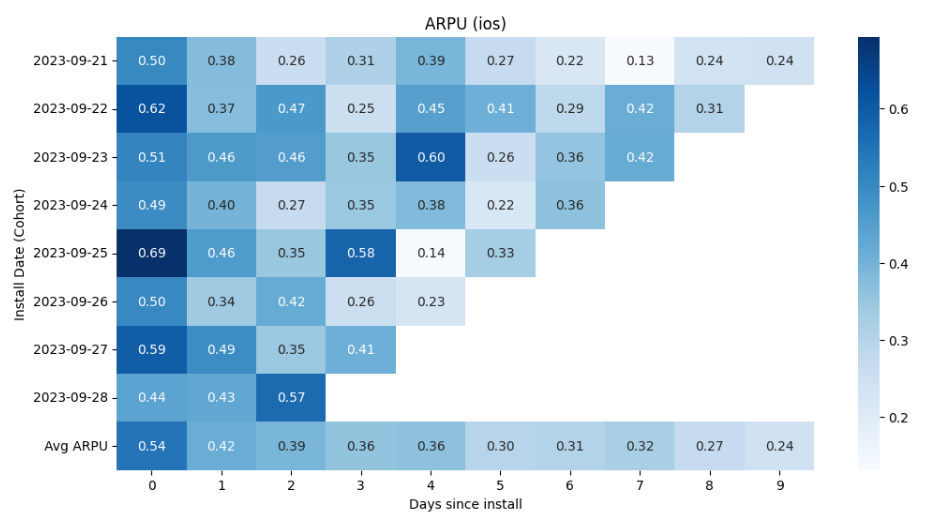 ARPU (ios)
Install Date (Cohort)
2023-09-21 0.50 0.38 0.26 0.31 0.39 0.27 0.22 0.13 0.24 0.24
2023-09-22 0.62 0.37 0.47 0.25 0.45 0.41 0.29 0.42 0.31
2023-09-23 0.51 0.46 0.46 0.35 0.60 0.26 0.36 0.42
2023-09-24 0.49 0.40 0.27 0.35 0.38 0.22 0.36
2023-09-25 0.69 0.46 0.35 0.58 0.14 0.33
2023-09-26 0.50 0.34 0.42 0.26 0.23
2023-09-27 0.59 0.49 0.35 0.41
2023-09-28 0.44 0.43 0.57
Avg ARPU 0.54 0.42 0.39 0.36 0.36 0.30 0.31 0.32 0.27 0.24
0 1 2 3 4 5 6 7 8 9
Days since install
0.6
0.5
0.4
0.3
0.2